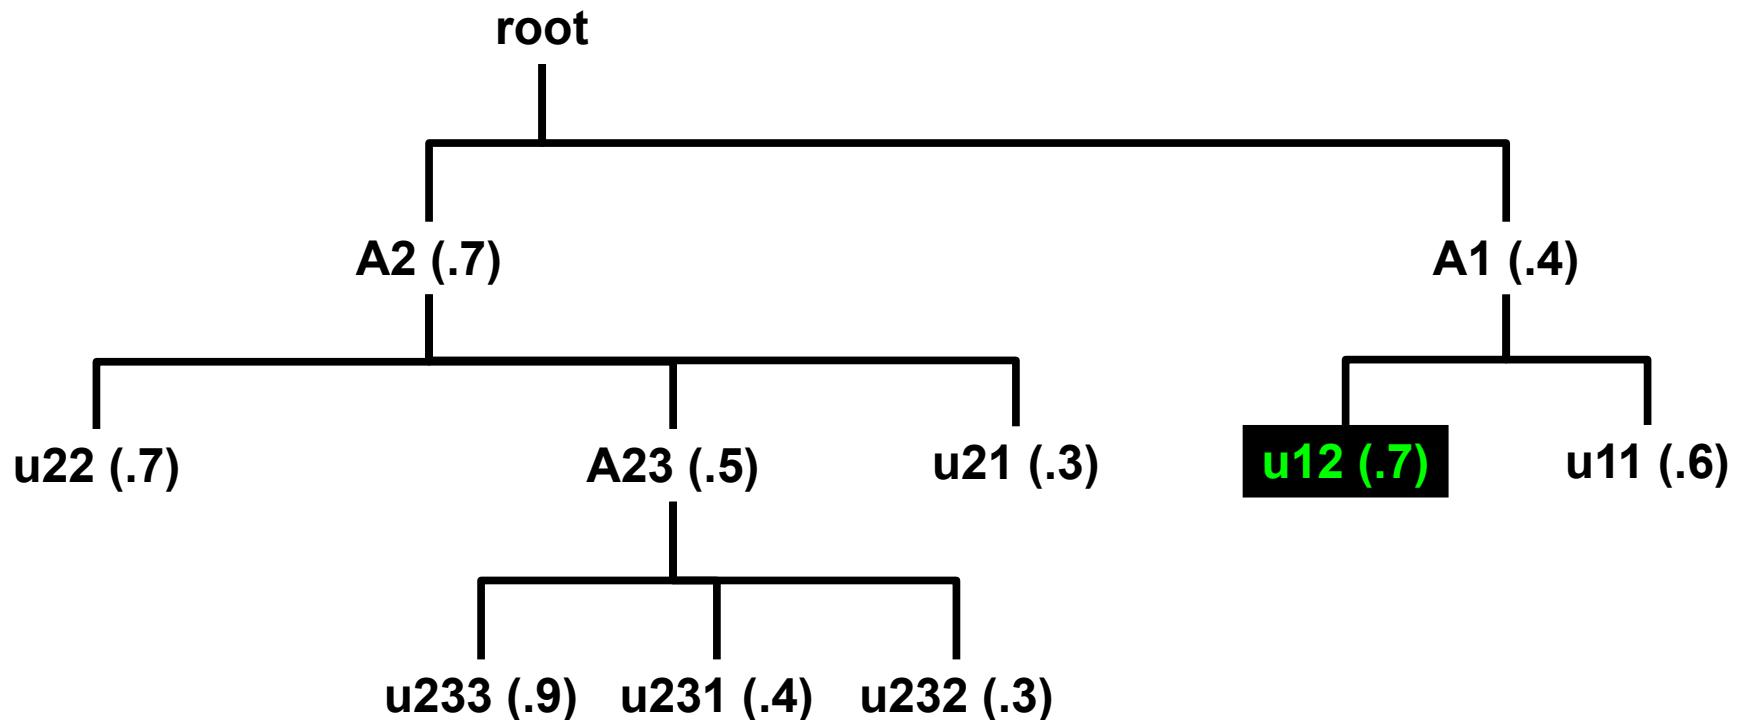 root
A2 (.7) A1 (.4)
u22 (.7) A23 (.5) u21 (.3) u12 (.7) u11 (.6)
u233 (.9) u231 (.4) u232 (.3)